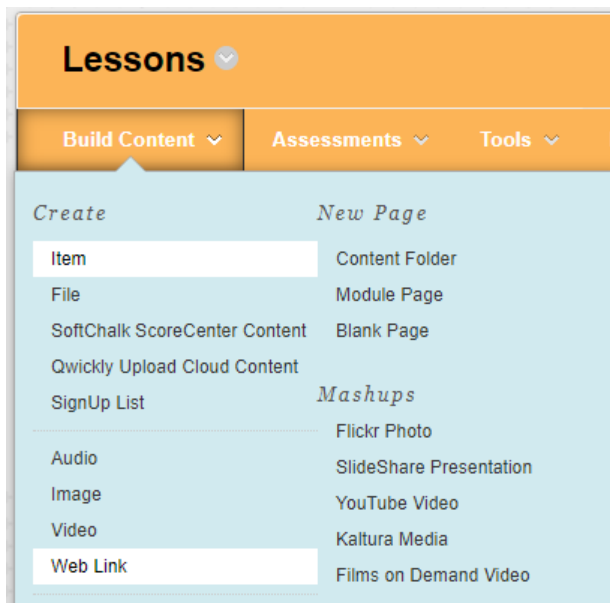 Lessons
Build Content
Assessments
Tools
Create
Item
File
SoftChalk ScoreCenter Content
Qwickly Upload Cloud Content
SignUp List
Audio
Image
Video
Web Link
New Page
Content Folder
Module Page
Blank Page
Mashups
Flickr Photo
SlideShare Presentation
YouTube Video
Kaltura Media
Films on Demand Video